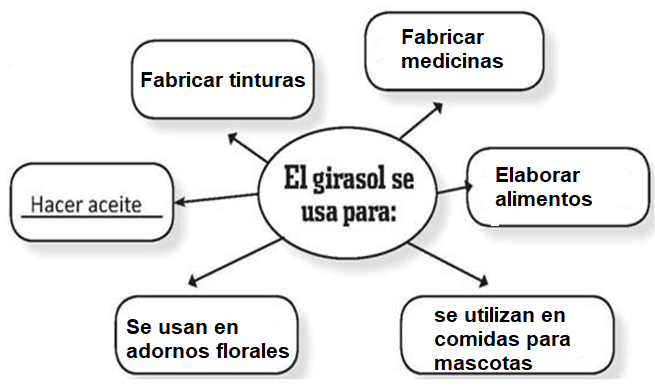 Fabricar tinturas
Fabricar
medicinas
El girasol se
usa para:
Hacer aceite
Elaborar
alimentos
Se usan en
adornos florales
se utilizan en
comidas para
mascotas